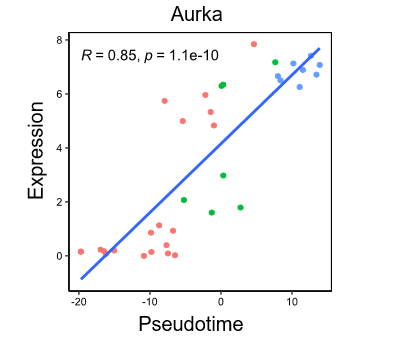 Aurka
R = 0.85, p = 1.1e-10
Expression
8
6
4
2
0
-20 -10 0 10
Pseudotime